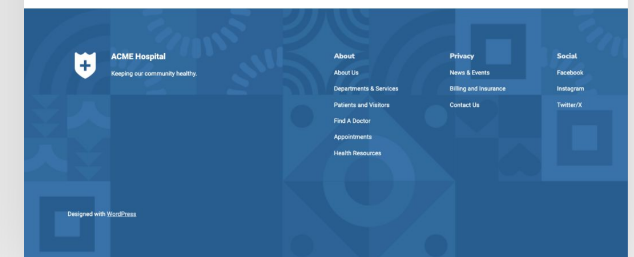 ACME Hospital
Keeping our community healthy.
About
About Us
Departments & Services
Patients and Visitors
Find A Doctor
Appointments
Health Resources
Privacy
News & Events
Billing and Insurance
Contact Us
Social
Facebook
Instagram
Twitter/X
Designed with WordPress